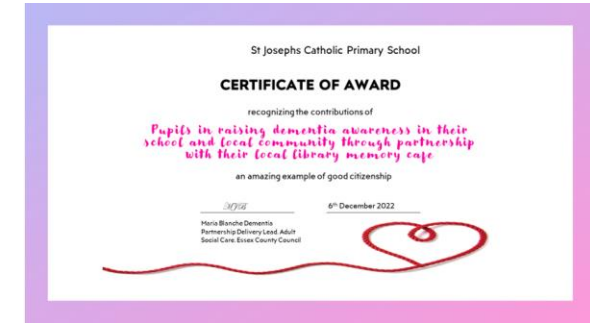 St Josephs Catholic Primary School
CERTIFICATE OF AWARD
recognizing the contributions of
Pupils in raising dementia awareness in their
school and local community through partnership
with their local library memory cafe
an amazing example of good citizenship
MJB 6th December 2022
Maria Blanche Dementia
Partnership Delivery Lead. Adult
Social Care. Essex County Council